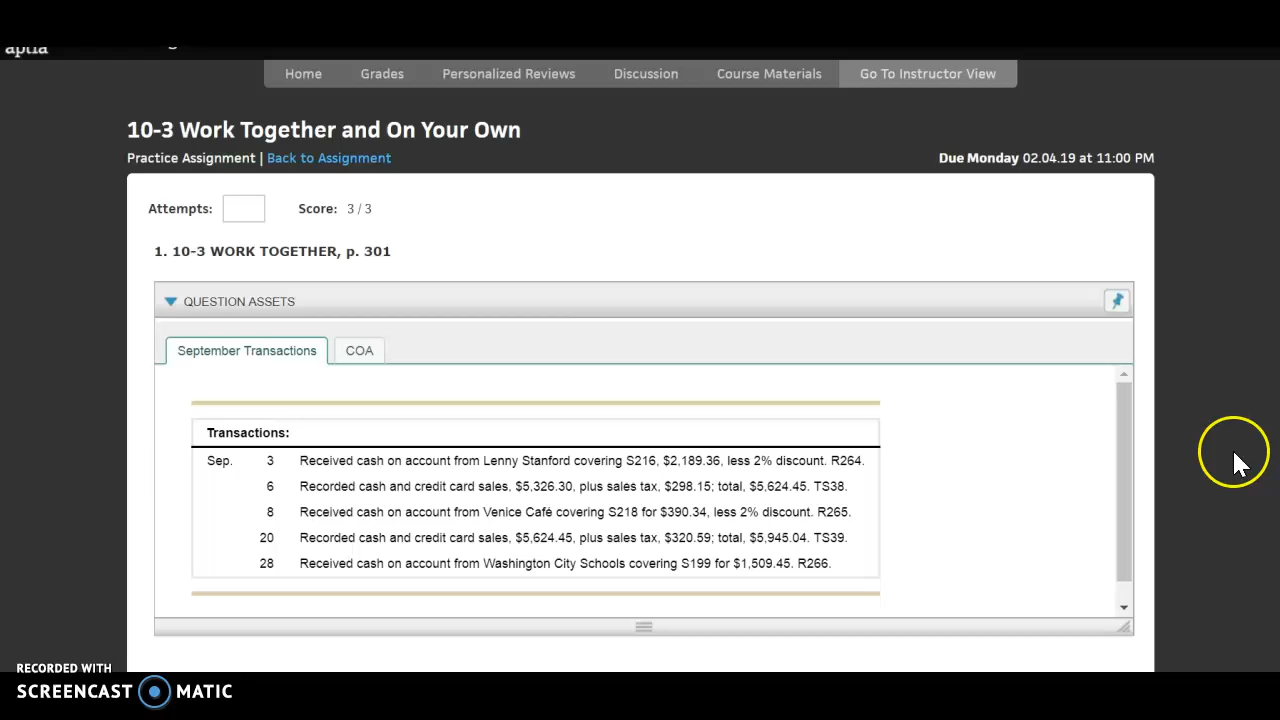 aplia
Home Grades Personalized Reviews Discussion Course Materials Go To Instructor View
10-3 Work Together and On Your Own
Practice Assignment | Back to Assignment Due Monday 02.04.19 at 11:00 PM
Attempts: Score: 3 / 3
1. 10-3 WORK TOGETHER, p. 301
QUESTION ASSETS
September Transactions COA
Transactions:
Sep. 3 Received cash on account from Lenny Stanford covering S216, $2,189.36, less 2% discount. R264.
6 Recorded cash and credit card sales, $5,326.30, plus sales tax, $298.15; total, $5,624.45. TS38.
8 Received cash on account from Venice Café covering S218 for $390.34, less 2% discount. R265.
20 Recorded cash and credit card sales, $5,624.45, plus sales tax, $320.59; total, $5,945.04. TS39.
28 Received cash on account from Washington City Schools covering S199 for $1,509.45. R266.
RECORDED WITH
SCREENCAST MATIC